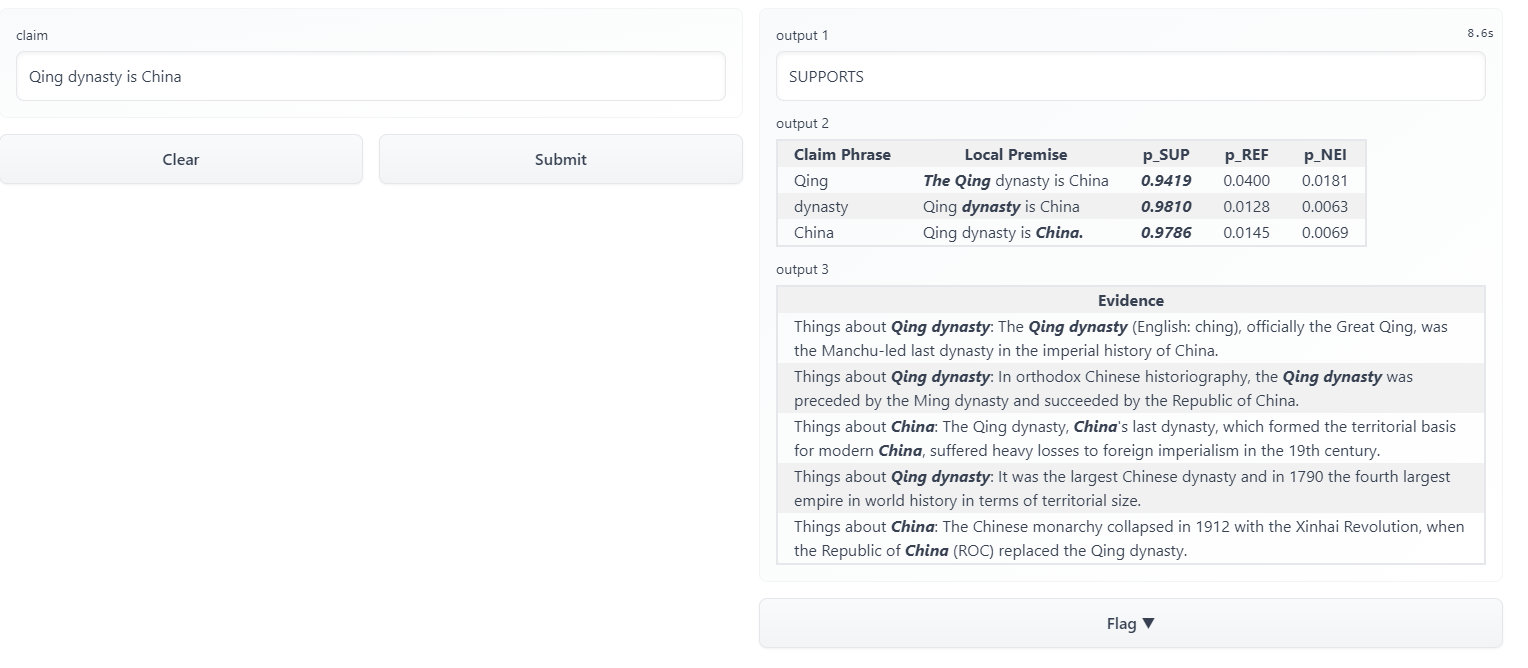 claim
Qing dynasty is China
Clear
Submit
output 1
8.6s
SUPPORTS
output 2
Claim Phrase Local Premise p_SUP p_REF p_NEI
Qing The Qing dynasty is China 0.9419 0.0400 0.0181
dynasty Qing dynasty is China 0.9810 0.0128 0.0063
China Qing dynasty is China. 0.9786 0.0145 0.0069
output 3
Evidence
Things about Qing dynasty: The Qing dynasty (English: ching), officially the Great Qing, was
the Manchu-led last dynasty in the imperial history of China.
Things about Qing dynasty: In orthodox Chinese historiography, the Qing dynasty was
preceded by the Ming dynasty and succeeded by the Republic of China.
Things about China: The Qing dynasty, China's last dynasty, which formed the territorial basis
for modern China, suffered heavy losses to foreign imperialism in the 19th century.
Things about Qing dynasty: It was the largest Chinese dynasty and in 1790 the fourth largest
empire in world history in terms of territorial size.
Things about China: The Chinese monarchy collapsed in 1912 with the Xinhai Revolution, when
the Republic of China (ROC) replaced the Qing dynasty.
Flag ▼